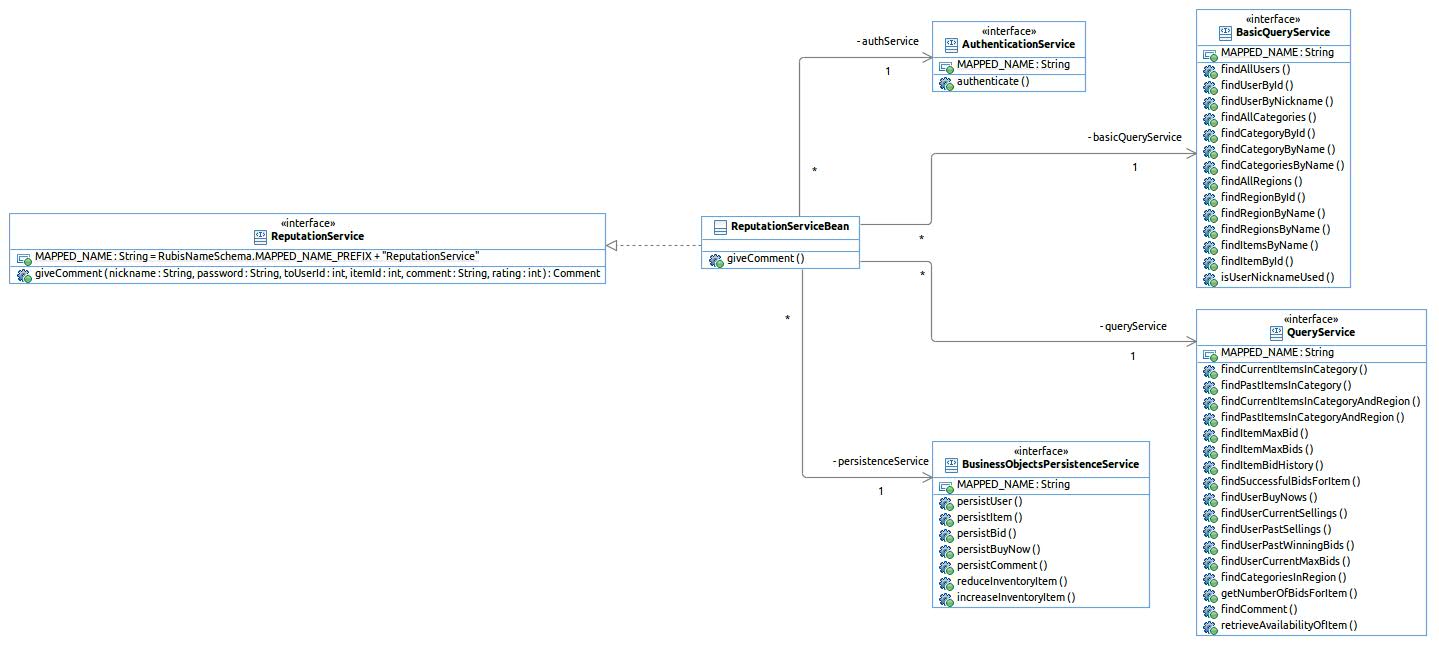 «interface»
ReputationService
MAPPED_NAME : String = RubisNameSchema.MAPPED_NAME_PREFIX + "ReputationService"
giveComment ( nickname : String, password : String, toUserId : int, itemId : int, comment : String, rating : int ) : Comment
ReputationServiceBean
giveComment ( )
- authService
1
*
«interface»
AuthenticationService
MAPPED_NAME : String
authenticate ( )
- basicQueryService
1
*
«interface»
BasicQueryService
MAPPED_NAME : String
findAllUsers ( )
findUserById ( )
findUserByNickname ( )
findAllCategories ( )
findCategoryById ( )
findCategoryByName ( )
findCategoriesByName ( )
findAllRegions ( )
findRegionById ( )
findRegionByName ( )
findRegionsByName ( )
findItemsByName ( )
findItemById ( )
isUserNicknameUsed ( )
*
- queryService
1
«interface»
QueryService
MAPPED_NAME : String
findCurrentItemsInCategory ( )
findPastItemsInCategory ( )
findCurrentItemsInCategoryAndRegion ( )
findPastItemsInCategoryAndRegion ( )
findItemMaxBid ( )
findItemMaxBids ( )
findItemBidHistory ( )
findSuccessfulBidsForItem ( )
findUserBuyNows ( )
findUserCurrentSellings ( )
findUserPastSellings ( )
findUserPastWinningBids ( )
findUserCurrentMaxBids ( )
findCategoriesInRegion ( )
getNumberOfBidsForItem ( )
findComment ( )
retrieveAvailabilityOfItem ( )
*
- persistenceService
1
«interface»
BusinessObjectsPersistenceService
MAPPED_NAME : String
persistUser ( )
persistItem ( )
persistBid ( )
persistBuyNow ( )
persistComment ( )
reduceInventoryItem ( )
increaseInventoryItem ( )